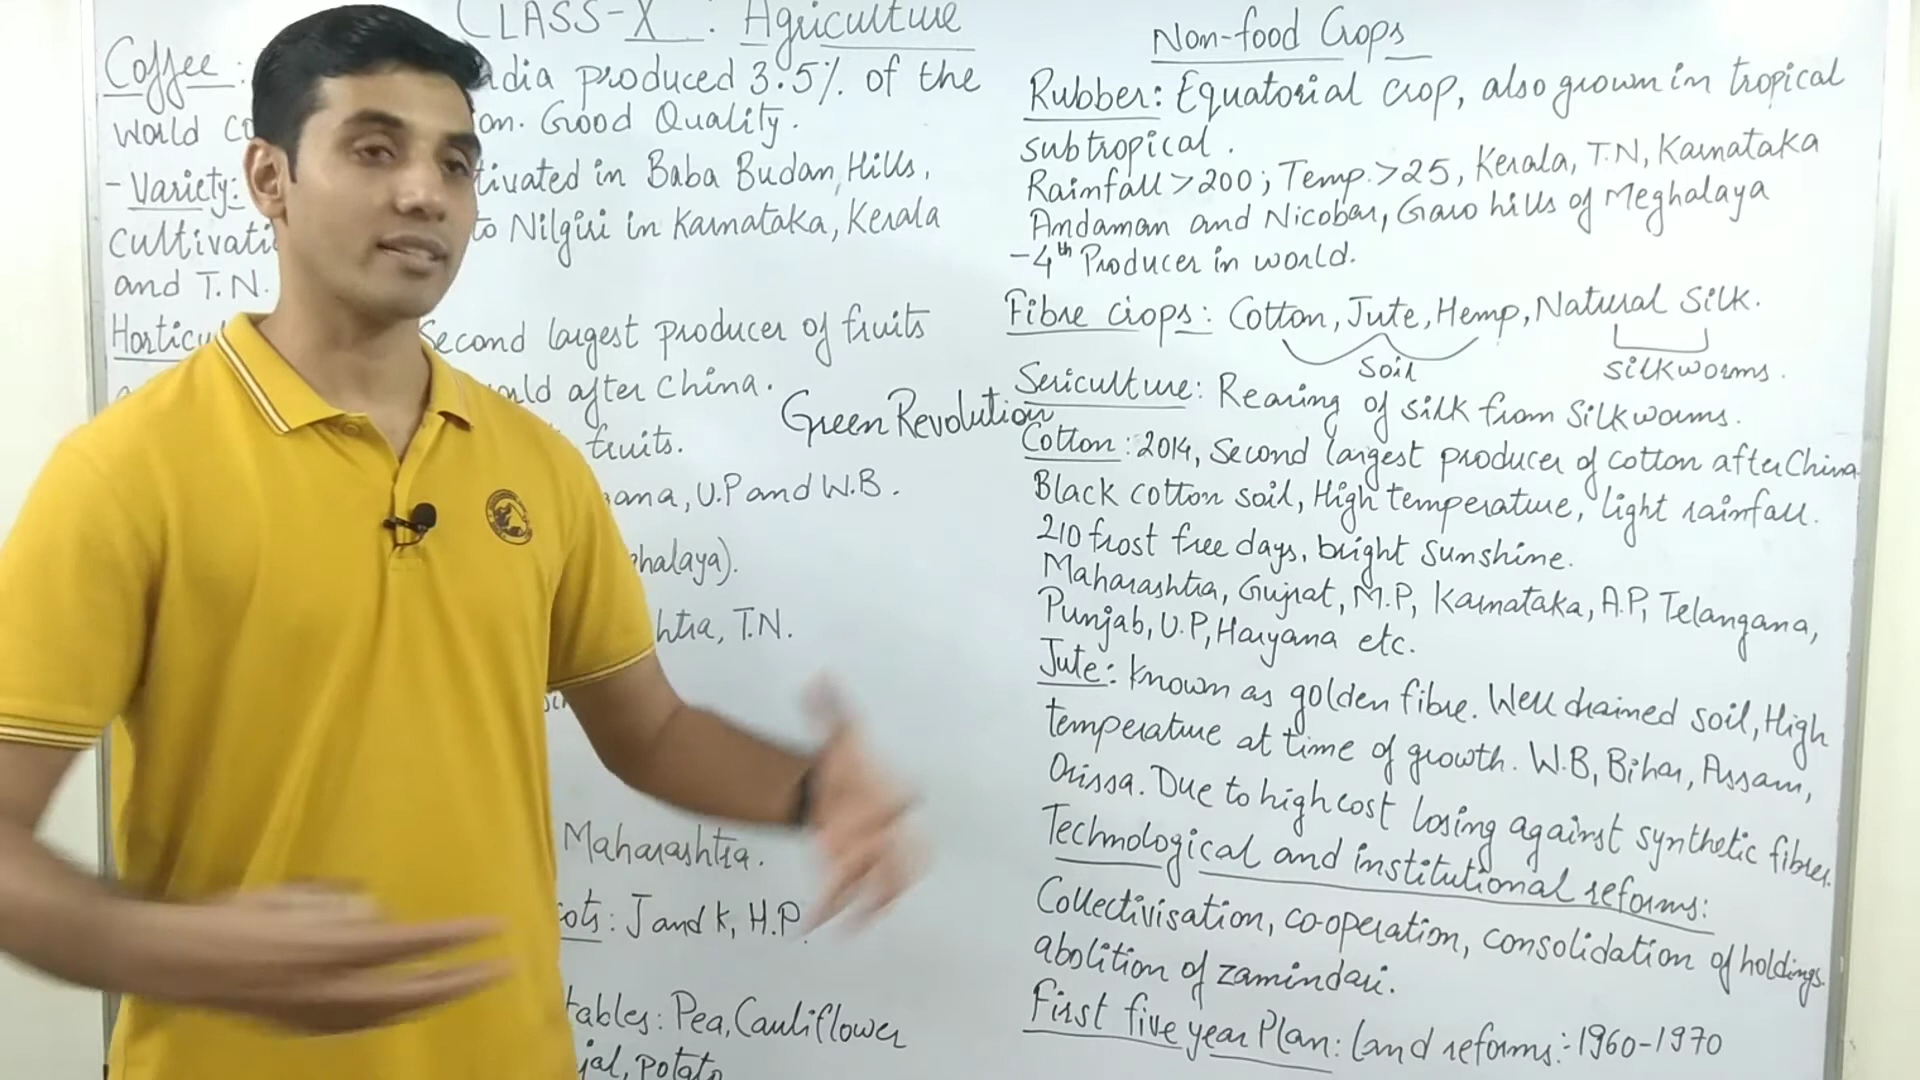 CLASS-X : Agriculture
Coffee : India produced 3.5% of the
world on. Good Quality.
- Variety: tivated in Baba Budan Hills,
cultivati to Nilgiri in Karnataka, Kerala
and T.N.
Horticu Second largest producer of fruits
after China.
fruits.
U.P and W.B.
halaya).
T.N.
Maharashtra.
ots: J and K, H.P.
tables: Pea, Cauliflower
potato
Green Revolution
Non-food Crops
Rubber: Equatorial crop, also grown in tropical
subtropical.
Rainfall >200; Temp. >25, Kerala, T.N, Karnataka
Andaman and Nicobar, Garo hills of Meghalaya
- 4th Producer in world.
Fibre crops: Cotton, Jute, Hemp, Natural Silk.
Soil silkworms.
Sericulture: Rearing of silk from Silkworms.
Cotton: 2014, Second largest producer of cotton after China
Black cotton soil, High temperature, light rainfall.
210 frost free days, bright sunshine.
Maharashtra, Gujrat, M.P, Karnataka, A.P, Telangana,
Punjab, U.P, Haryana etc.
Jute: known as golden fibre. Well drained soil, High
temperature at time of growth. W.B, Bihar, Assam,
Orissa. Due to high cost losing against synthetic fibres.
Technological and institutional reforms:
Collectivisation, co-operation, consolidation of holdings
abolition of zamindari.
First five year Plan: Land reforms:- 1960-1970